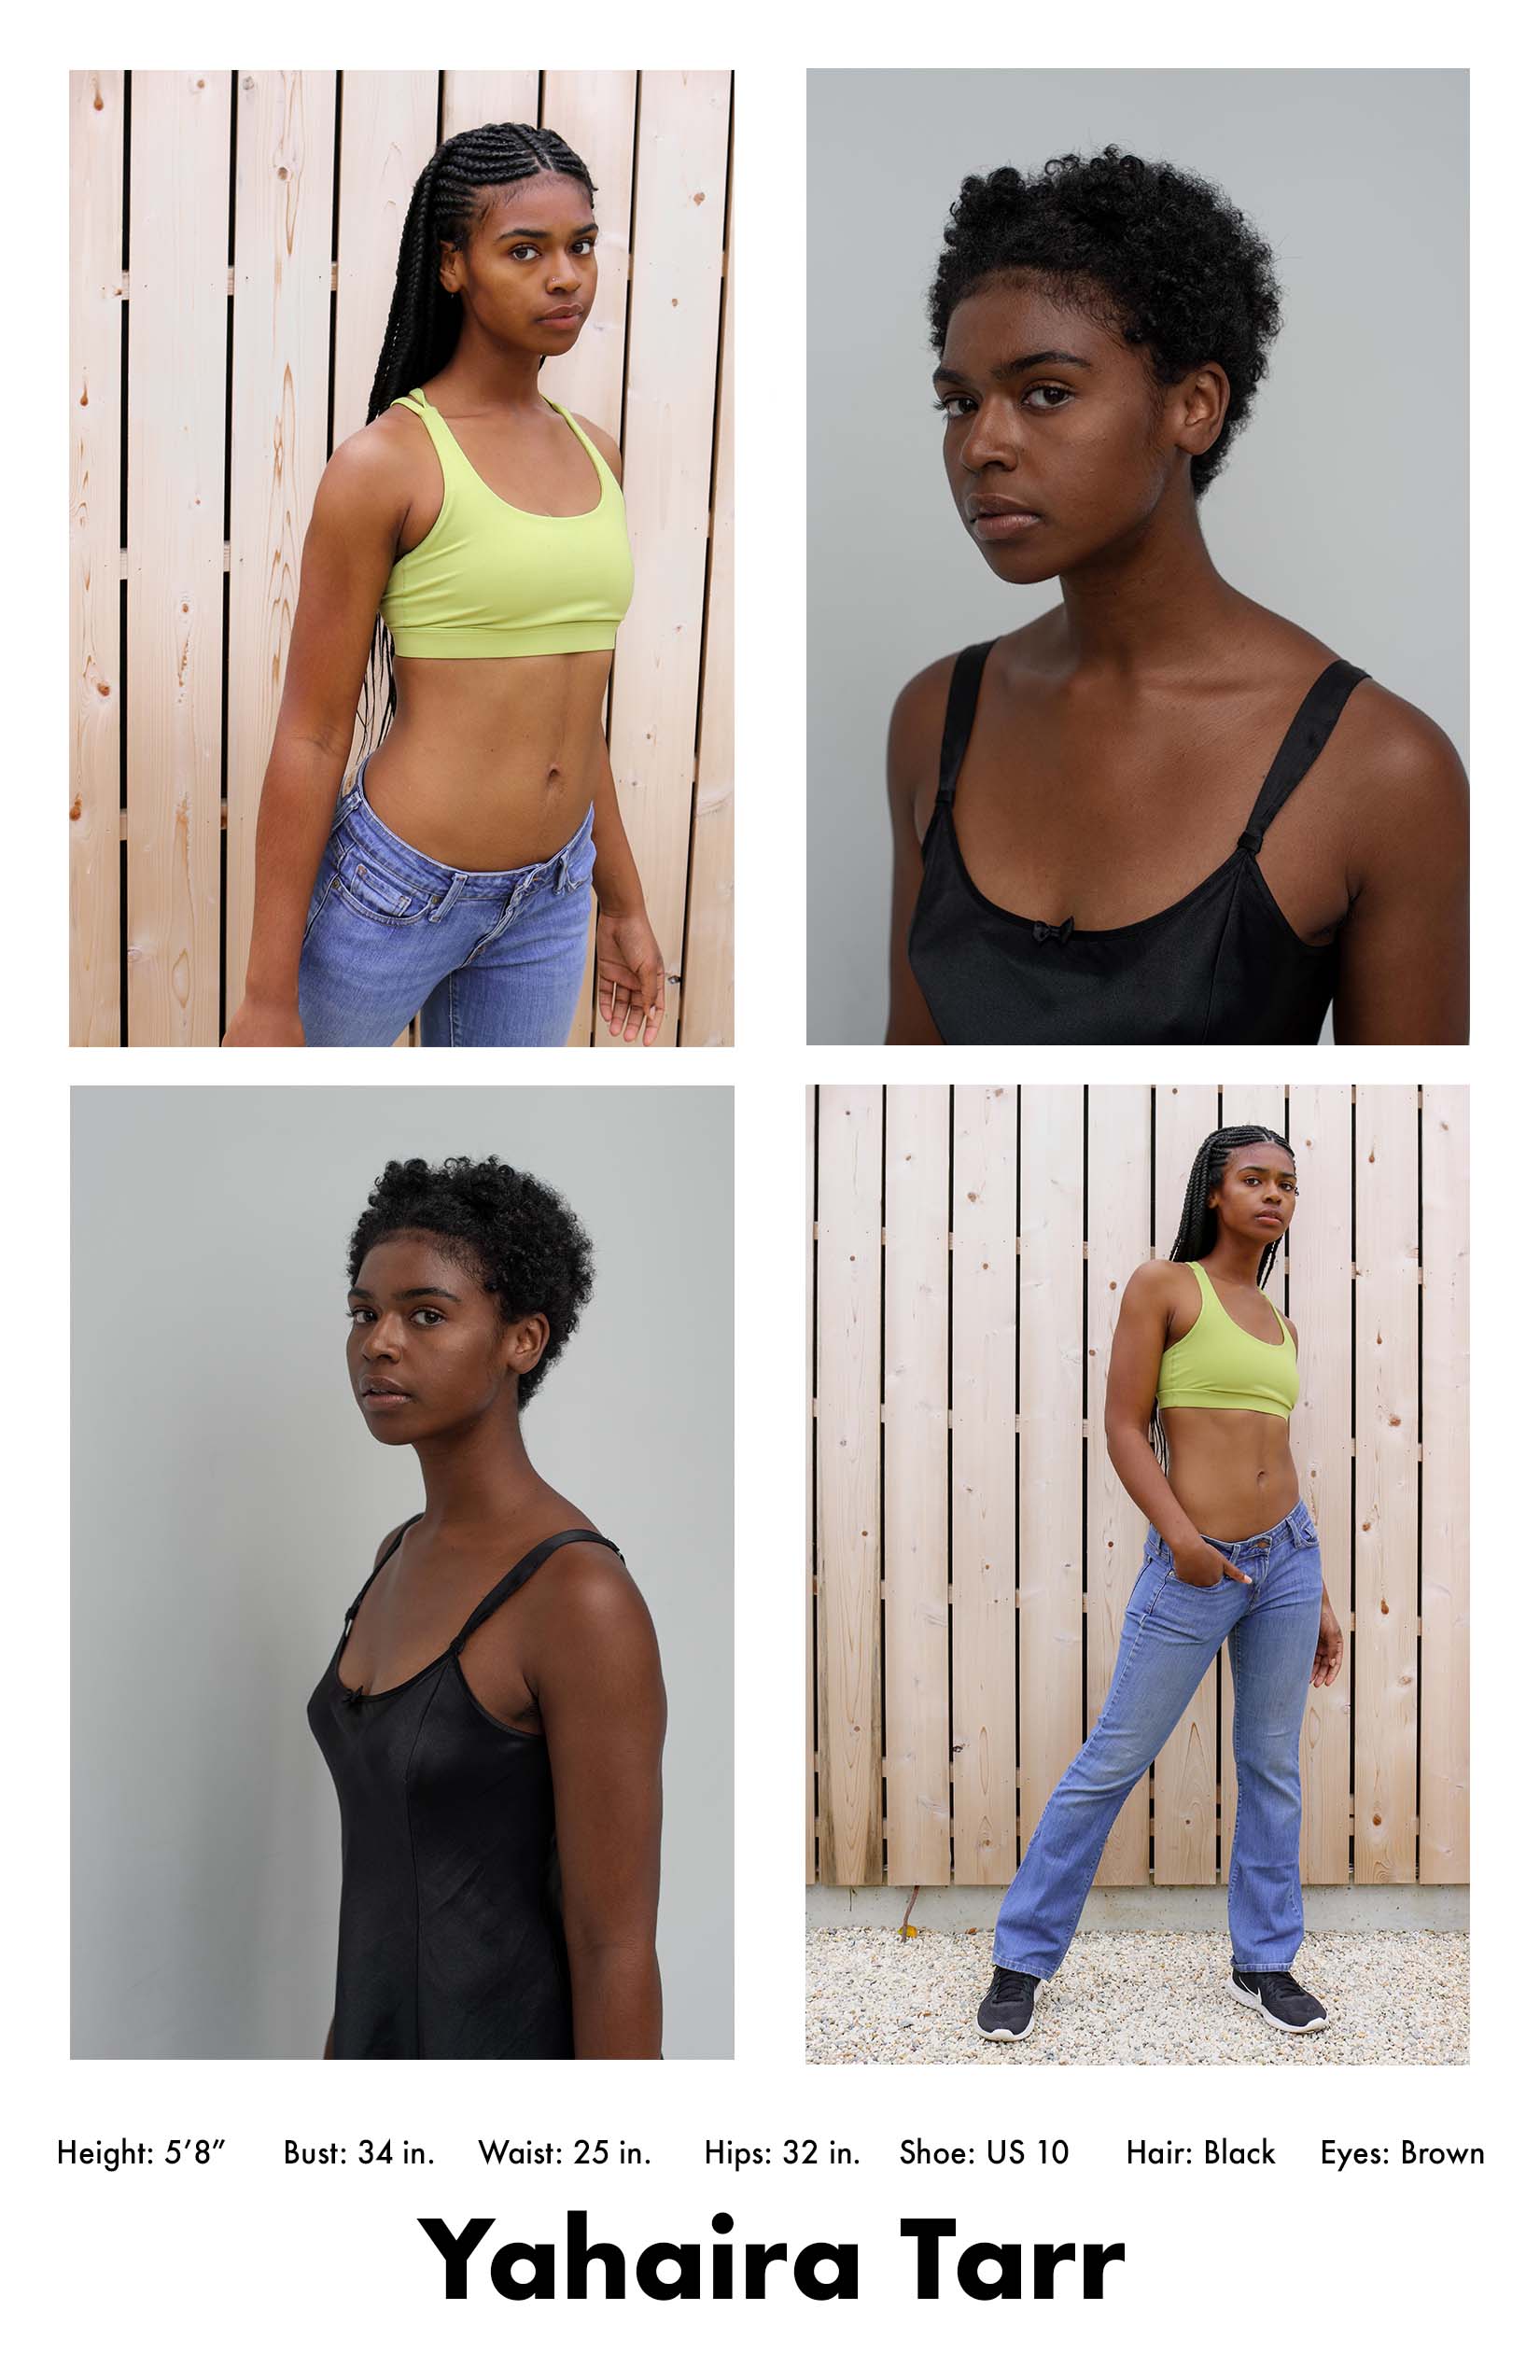 Height: 5’8” Bust: 34 in. Waist: 25 in. Hips: 32 in. Shoe: US 10 Hair: Black Eyes: Brown
Yahaira Tarr